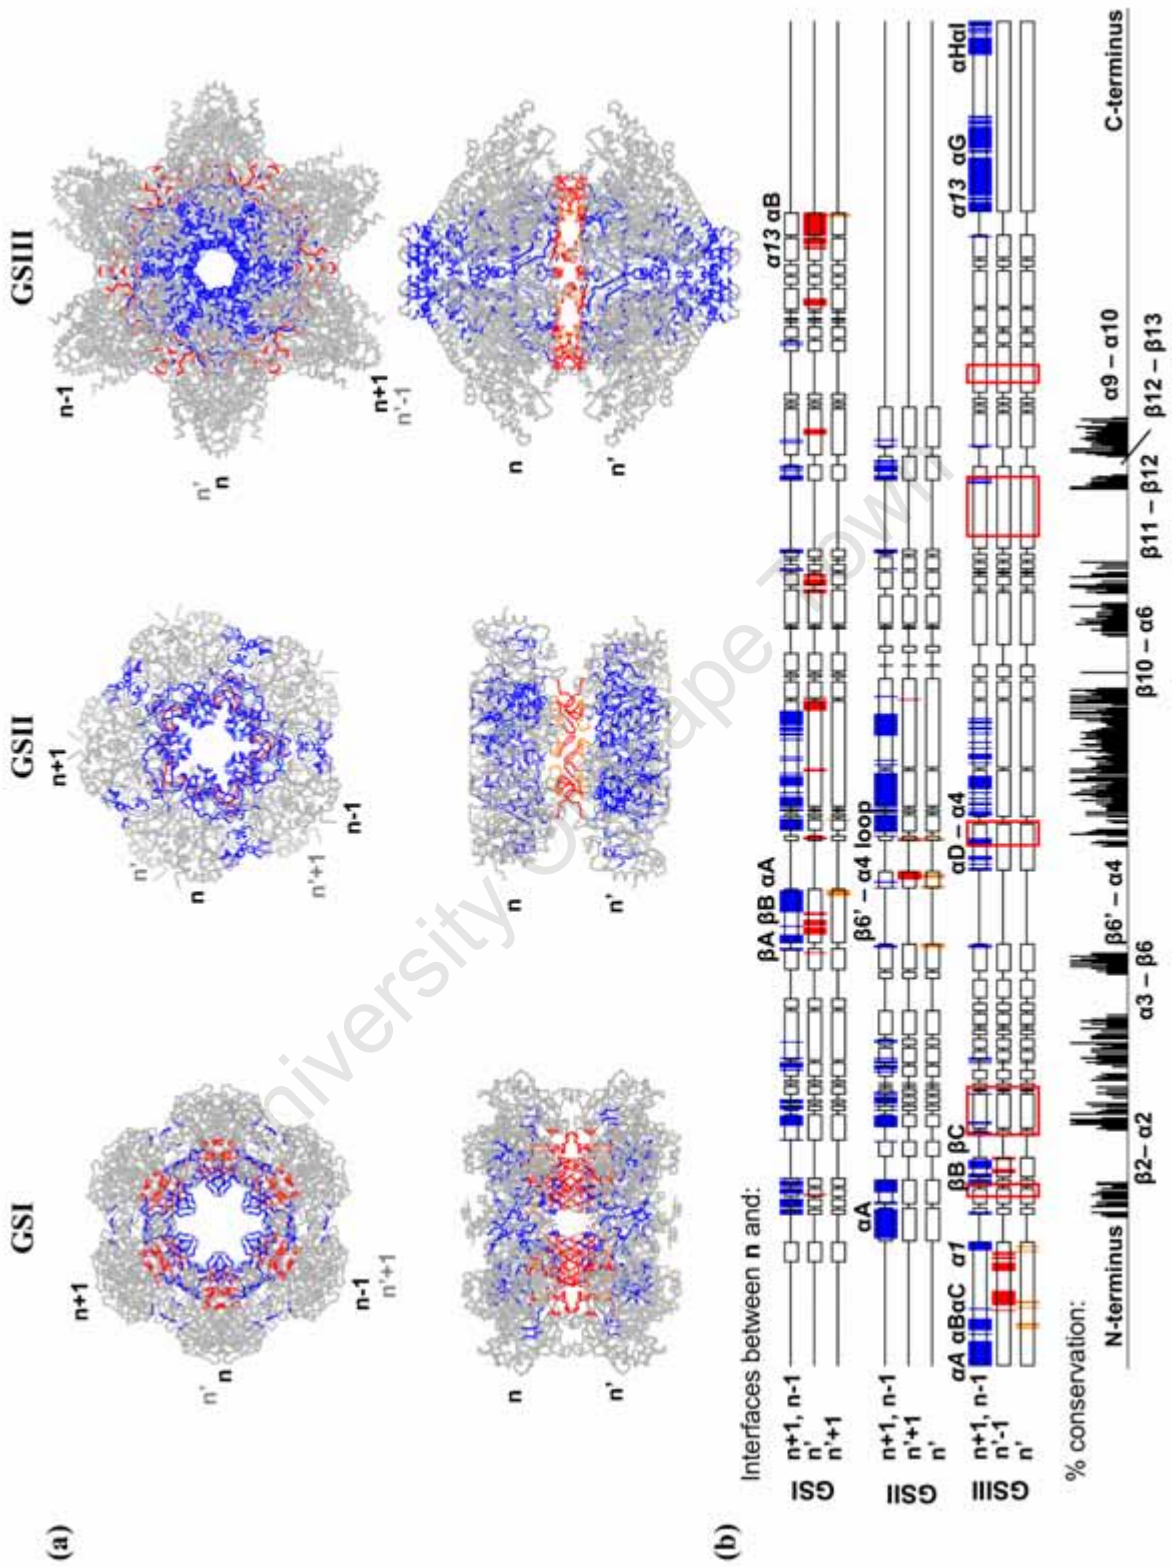 (a)
GSI
GSII
GSIII
n+1
n'
n
n-1
n'+1
n
n'
n+1
n'
n
n-1
n'+1
n
n'
n-1
n'
n
n+1
n'-1
n
n'
(b)
Interfaces between n and:
GSI
n+1, n-1
n'
n'+1
βA βB αA
α13 αB
GSII
n+1, n-1
n'+1
n'
αA
β6' – α4 loop
GSIII
n+1, n-1
n'-1
n'
αA αBαC α1
βB βC
αD – α4
α13 αG αHαI
% conservation:
N-terminus
C-terminus
β2– α2
α3 – β6
β6' – α4
β10 – α6
β11 – β12
β12 – β13
α9 – α10
University Of Cape Town